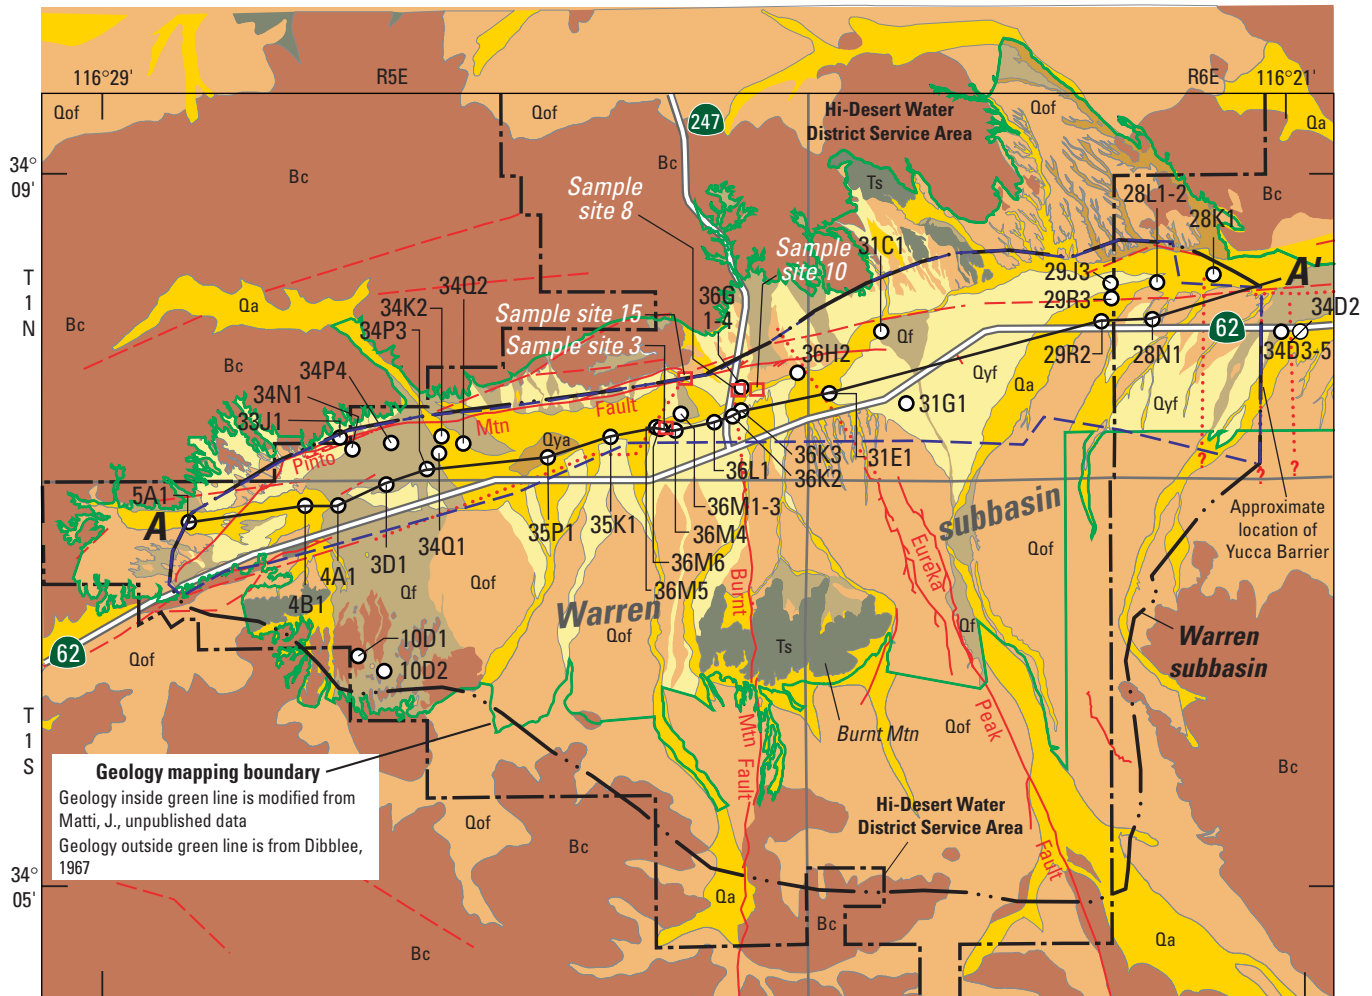 116°29'
R5E
R6E
116°21'
Qof
Qof
247
Hi-Desert Water
District Service Area
Qof
Qa
34°
09'
Bc
Bc
Ts
Bc
Sample
site 8
28L1-2
28K1
Sample
site 10
31C1
T
1
N
Qa
34K2
34Q2
36G
1-4
29J3
29R3
A'
34D2
Bc
34P3
Sample site 15
Sample site 3
Qf
62
Bc
34P4
36H2
29R2
28N1
34D3-5
34N1
Qyf
Qa
33J1
Fault
31G1
Qyf
Mtn
Qya
Pinto
36K3
31E1
36L1
36K2
?
?
?
5A1
A
36M1-3
subbasin
Approximate
location of
Yucca Barrier
35P1
35K1
36M4
34Q1
3D1
Eureka
Qof
36M6
4A1
Qf
Qof
Burnt
4B1
36M5
Warren
Qof
Qf
62
Qof
10D1
Ts
Warren
subbasin
10D2
T
1
S
Mtn
Fault
Burnt Mtn
Qof
Peak
Geology mapping boundary
Geology inside green line is modified from
Matti, J., unpublished data
Geology outside green line is from Dibblee,
1967
Bc
Hi-Desert Water
District Service Area
Qof
Bc
Fault
34°
05'
Qa
Bc
Qa
Bc